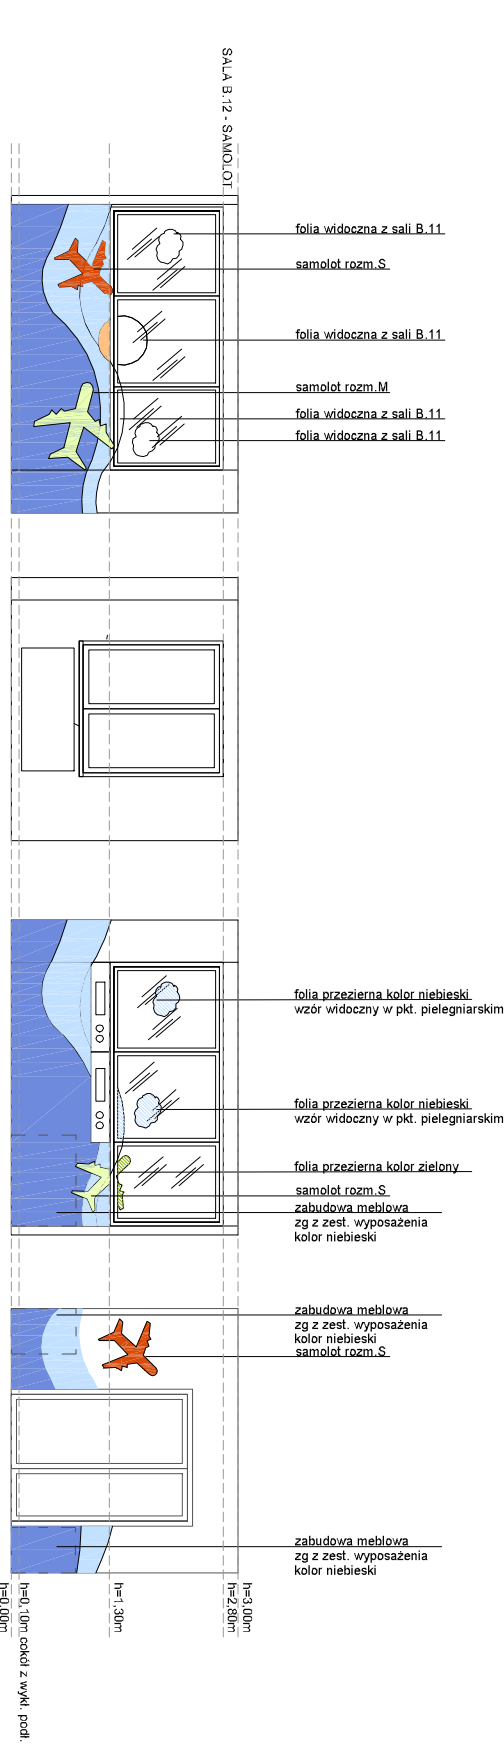 SALA B.12 - SAMOLOT
folia widoczna z sali B.11
samolot rozm.S
folia widoczna z sali B.11
samolot rozm.M
folia widoczna z sali B.11
folia widoczna z sali B.11
folia przezierna kolor niebieski
wzór widoczny w pkt. pielegniarskim
folia przezierna kolor niebieski
wzór widoczny w pkt. pielegniarskim
folia przezierna kolor zielony
samolot rozm.S
zabudowa meblowa
zg z zest. wyposażenia
kolor niebieski
zabudowa meblowa
zg z zest. wyposażenia
kolor niebieski
samolot rozm.S
zabudowa meblowa
zg z zest. wyposażenia
kolor niebieski
h=3,00m
h=2,80m
h=1,30m
h=0,10m cokół z wykł. podł.
h=0,00m